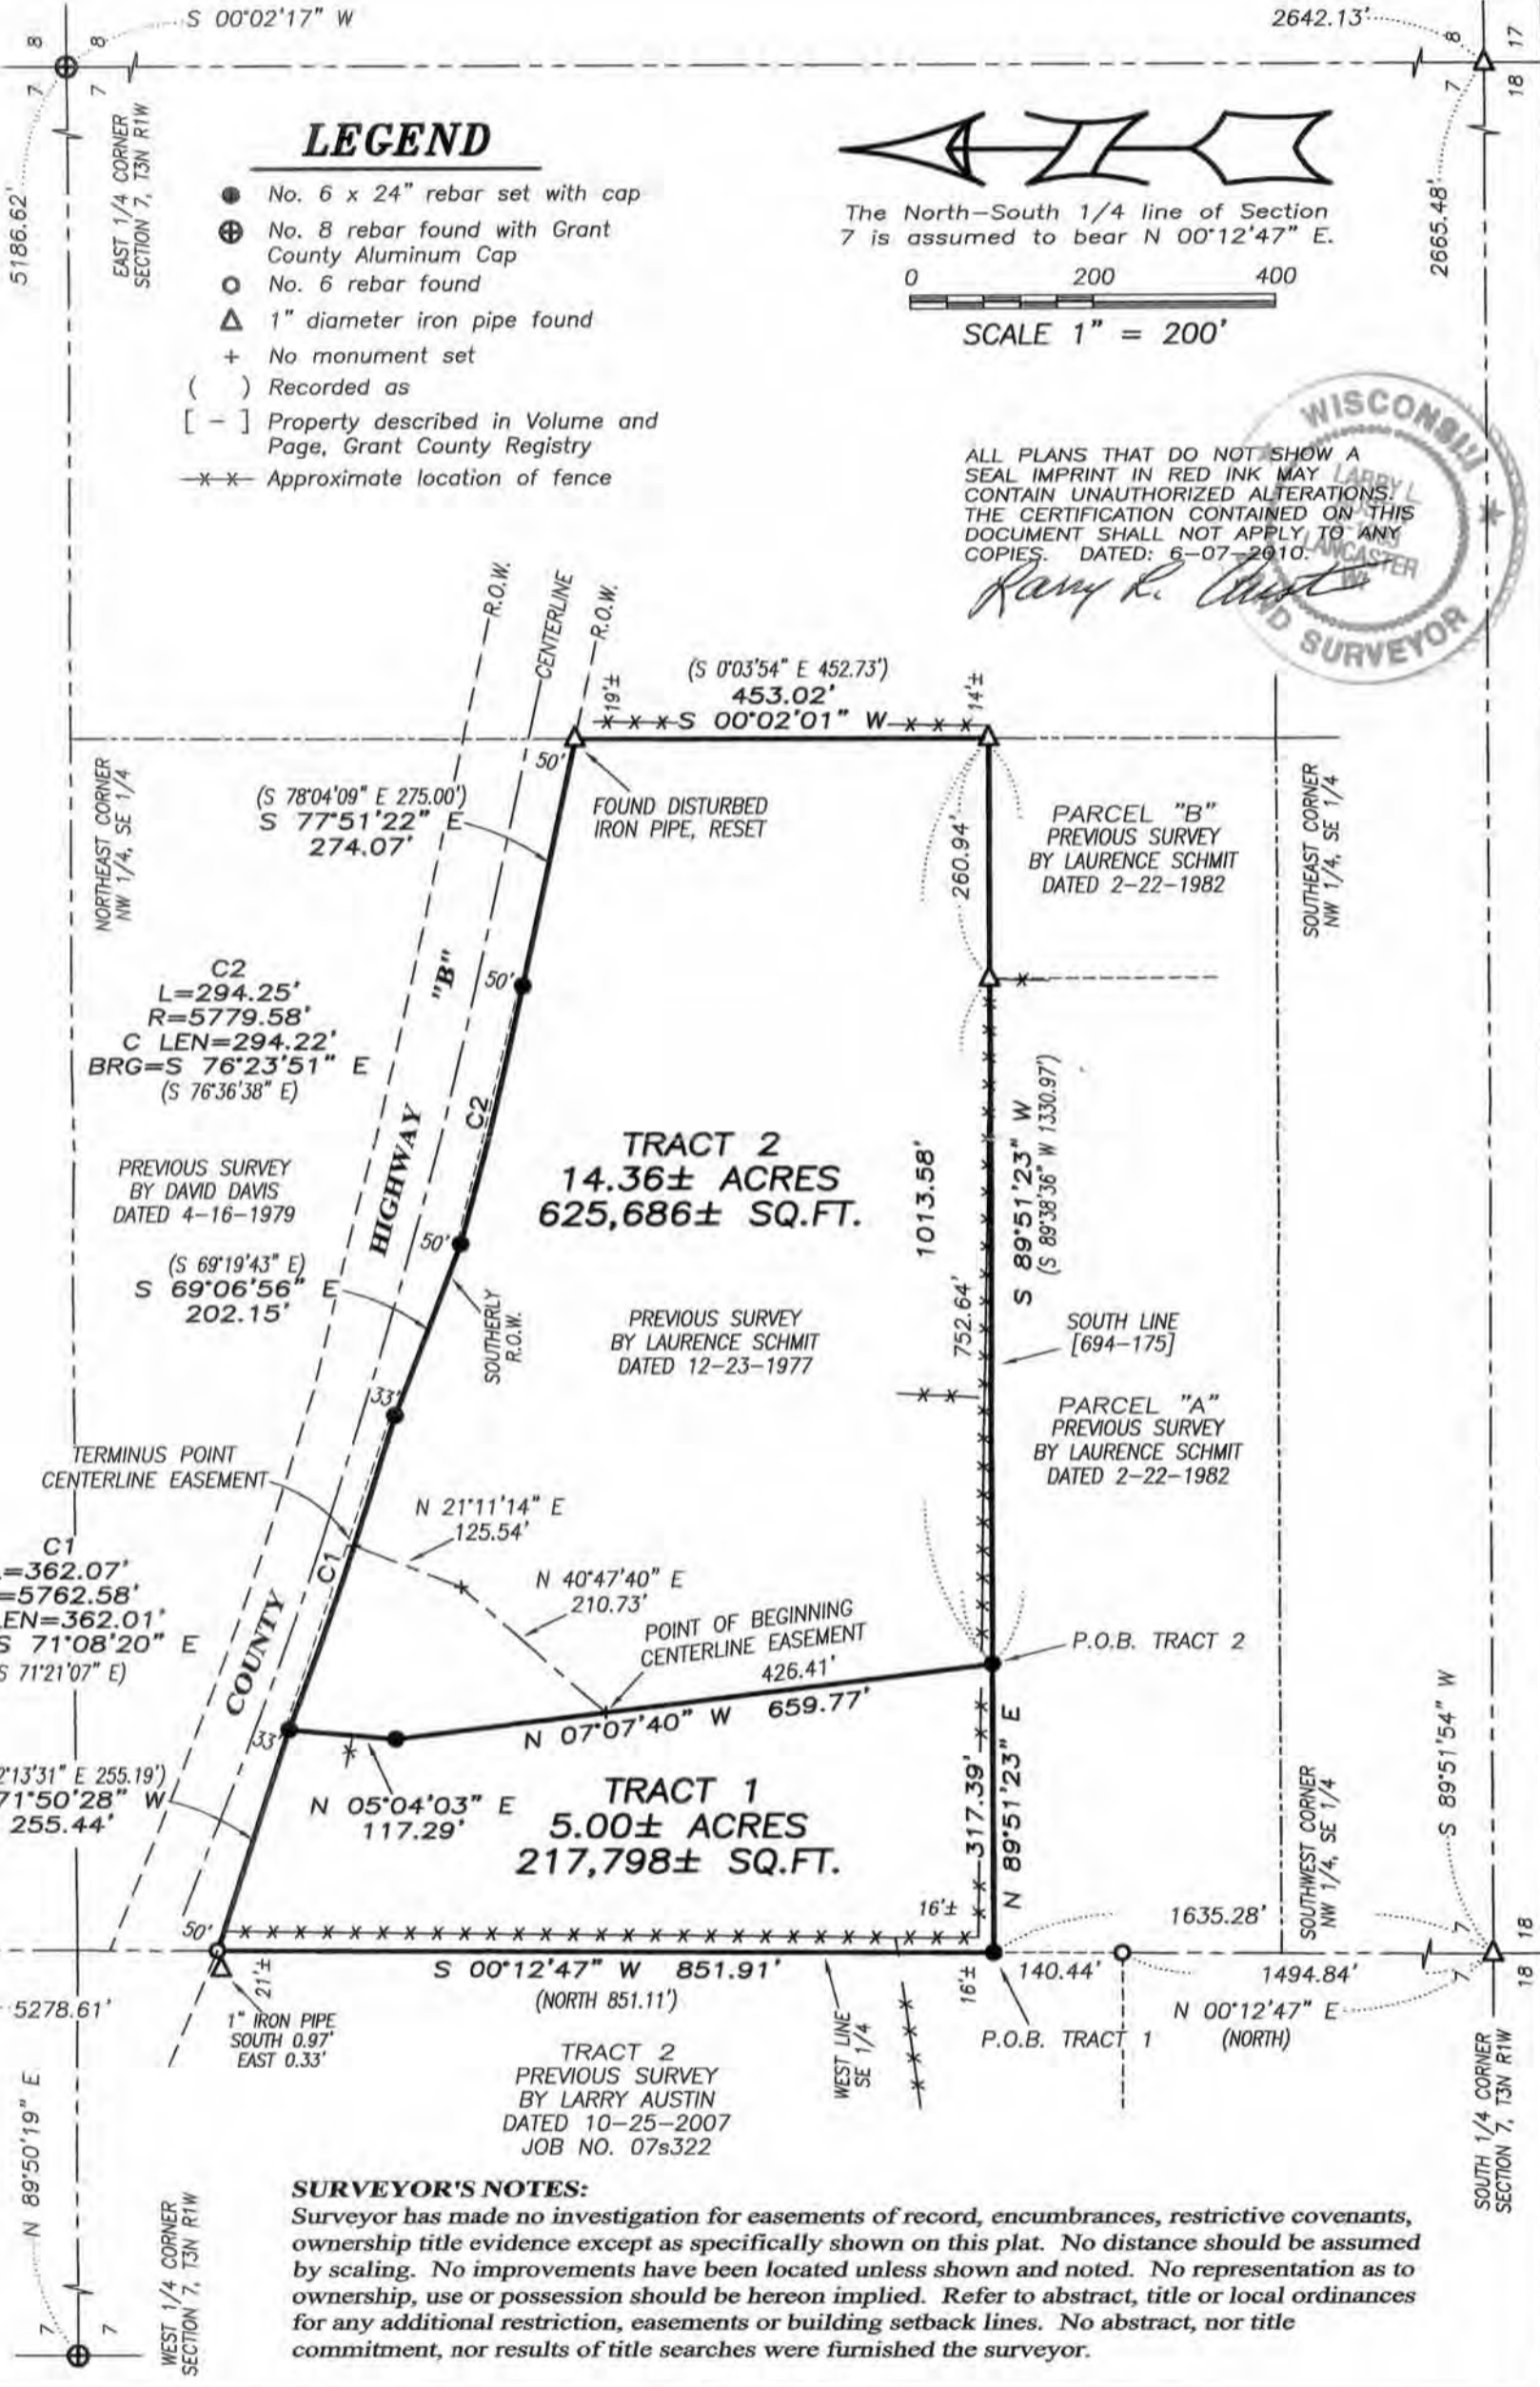 S 00°02'17" W
2642.13'
8
8
7
7
8
17
7
18
5186.62'
EAST 1/4 CORNER
SECTION 7, T3N R1W
2665.48'
LEGEND
No. 6 x 24" rebar set with cap
No. 8 rebar found with Grant
County Aluminum Cap
No. 6 rebar found
1" diameter iron pipe found
+ No monument set
( ) Recorded as
[ - ] Property described in Volume and
Page, Grant County Registry
-x-x- Approximate location of fence
The North-South 1/4 line of Section
7 is assumed to bear N 00°12'47" E.
0 200 400
SCALE 1" = 200'
ALL PLANS THAT DO NOT SHOW A
SEAL IMPRINT IN RED INK MAY
CONTAIN UNAUTHORIZED ALTERATIONS.
THE CERTIFICATION CONTAINED ON THIS
DOCUMENT SHALL NOT APPLY TO ANY
COPIES. DATED: 6-07-2010.
WISCONSIN
LARRY L
LANCASTER
WI
SURVEYOR
R.O.W.
CENTERLINE
R.O.W.
19'±
(S 0°03'54" E 452.73')
453.02'
S 00°02'01" W
14'±
50'
FOUND DISTURBED
IRON PIPE, RESET
NORTHEAST CORNER
NW 1/4, SE 1/4
(S 78°04'09" E 275.00')
S 77°51'22" E
274.07'
260.94'
PARCEL "B"
PREVIOUS SURVEY
BY LAURENCE SCHMIT
DATED 2-22-1982
SOUTHEAST CORNER
NW 1/4, SE 1/4
C2
L=294.25'
R=5779.58'
C LEN=294.22'
BRG=S 76°23'51" E
(S 76°36'38" E)
COUNTY HIGHWAY "B"
50'
C2
TRACT 2
14.36± ACRES
625,686± SQ.FT.
1013.58'
S 89°51'23" W
(S 89°38'36" W 1330.97')
PREVIOUS SURVEY
BY DAVID DAVIS
DATED 4-16-1979
50'
(S 69°19'43" E)
S 69°06'56" E
202.15'
SOUTHERLY
R.O.W.
PREVIOUS SURVEY
BY LAURENCE SCHMIT
DATED 12-23-1977
752.64'
SOUTH LINE
[694-175]
33'
PARCEL "A"
PREVIOUS SURVEY
BY LAURENCE SCHMIT
DATED 2-22-1982
TERMINUS POINT
CENTERLINE EASEMENT
N 21°11'14" E
125.54'
C1
C1
=362.07'
=5762.58'
LEN=362.01'
S 71°08'20" E
S 71°21'07" E)
N 40°47'40" E
210.73'
POINT OF BEGINNING
CENTERLINE EASEMENT
426.41'
N 07°07'40" W 659.77'
P.O.B. TRACT 2
33'
2°13'31" E 255.19')
71°50'28" W
255.44'
N 05°04'03" E
117.29'
TRACT 1
5.00± ACRES
217,798± SQ.FT.
317.39'
N 89°51'23" E
SOUTHWEST CORNER
NW 1/4, SE 1/4
S 89°51'54" W
50'
16'±
1635.28'
7
18
21'±
S 00°12'47" W 851.91'
(NORTH 851.11')
16'±
140.44'
1494.84'
7
18
5278.61'
1" IRON PIPE
SOUTH 0.97'
EAST 0.33'
WEST LINE
SE 1/4
P.O.B. TRACT 1
N 00°12'47" E
(NORTH)
TRACT 2
PREVIOUS SURVEY
BY LARRY AUSTIN
DATED 10-25-2007
JOB NO. 07s322
SOUTH 1/4 CORNER
SECTION 7, T3N R1W
N 89°50'19" E
7
7
WEST 1/4 CORNER
SECTION 7, T3N R1W
SURVEYOR'S NOTES:
Surveyor has made no investigation for easements of record, encumbrances, restrictive covenants,
ownership title evidence except as specifically shown on this plat. No distance should be assumed
by scaling. No improvements have been located unless shown and noted. No representation as to
ownership, use or possession should be hereon implied. Refer to abstract, title or local ordinances
for any additional restriction, easements or building setback lines. No abstract, nor title
commitment, nor results of title searches were furnished the surveyor.